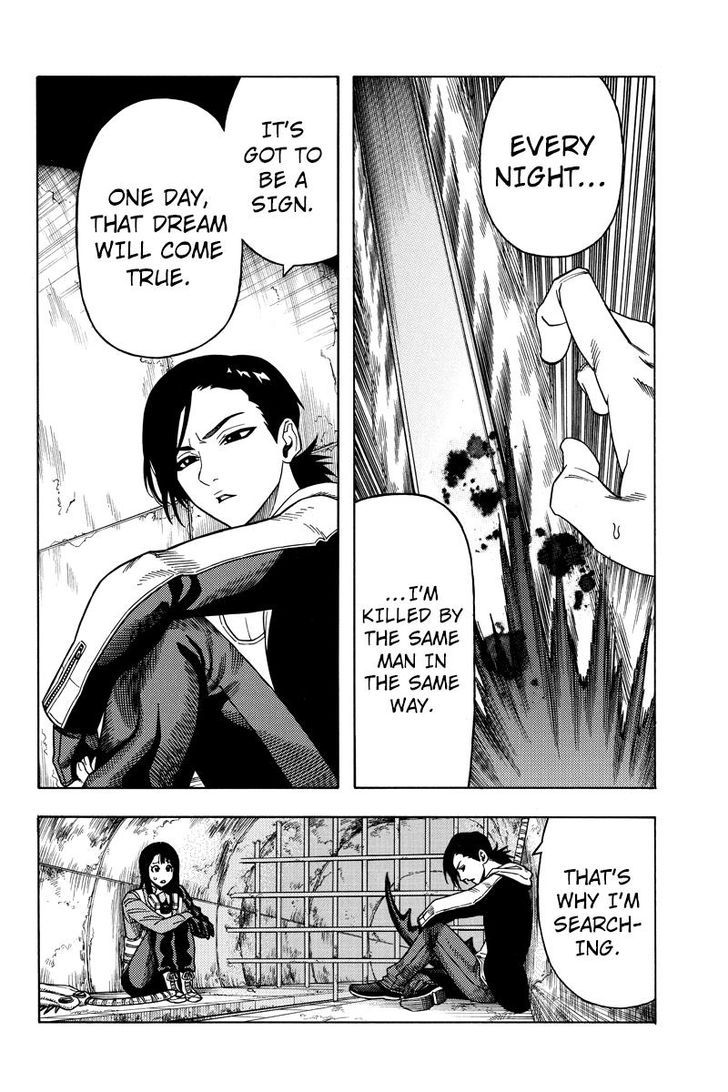 EVERY
NIGHT...
...I'M
KILLED BY
THE SAME
MAN IN
THE SAME
WAY.
IT'S
GOT TO
BE A
SIGN.
ONE DAY,
THAT DREAM
WILL COME
TRUE.
THAT'S
WHY I'M
SEARCH-
ING.